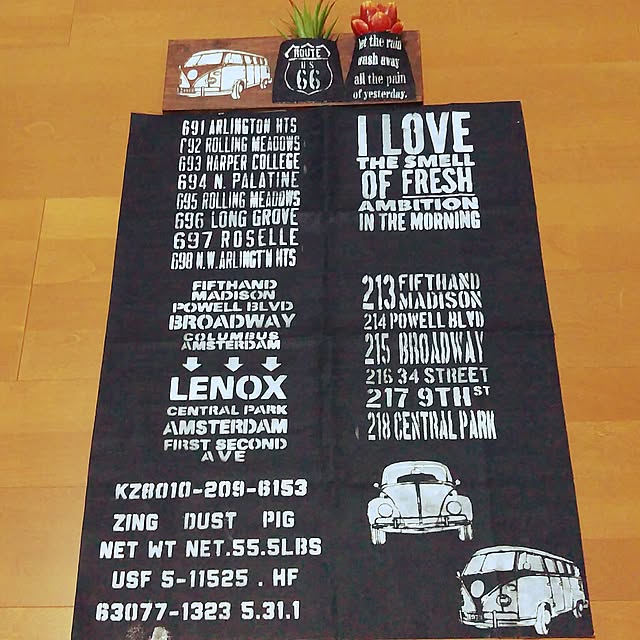 ROUTE
US
66
let the rain
wash away
all the pain
of yesterday.
691 ARLINGTON HTS
692 ROLLING MEADOWS
693 HARPER COLLEGE
694 N. PALATINE
695 ROLLING MEADOWS
696 LONG GROVE
697 ROSELLE
698 N.W. ARLINGT'N HTS
FIFTHAND
MADISON
POWELL BLVD
BROADWAY
COLUMBUS
AMSTERDAM
LENOX
CENTRAL PARK
AMSTERDAM
FIRST SECOND
AVE
KZ8010-209-6153
ZING DUST PIG
NET WT NET.55.5LBS
USF 5-11525 . HF
63077-1323 5.31.1
I LOVE
THE SMELL
OF FRESH
AMBITION
IN THE MORNING
213 FIFTHAND
MADISON
214 POWELL BLVD
215 BROADWAY
216 34 STREET
217 9TH ST
218 CENTRAL PARK